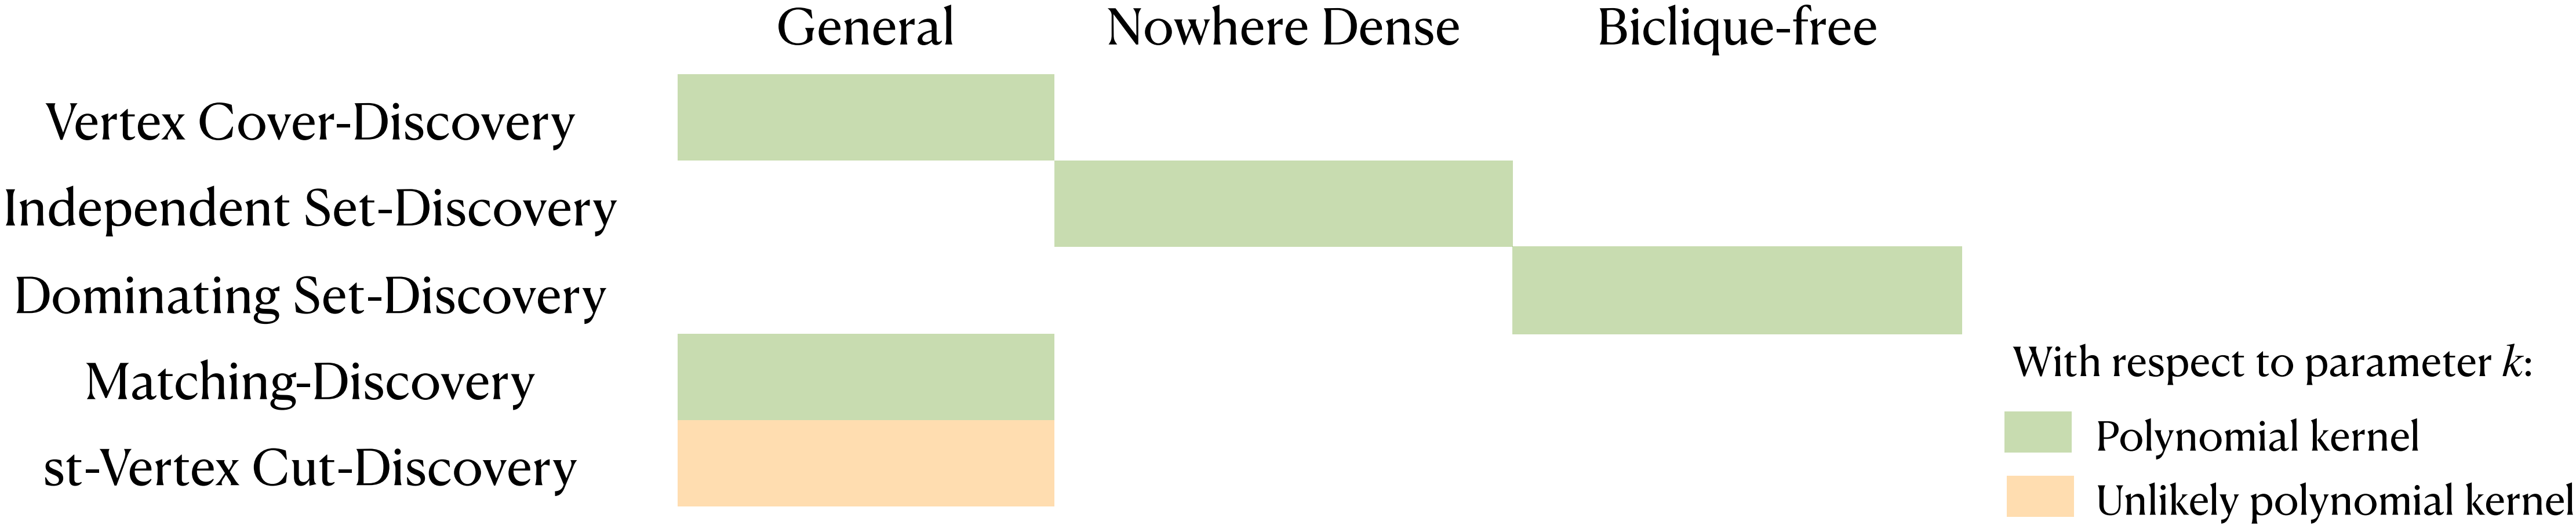 General Nowhere Dense Biclique-free
Vertex Cover-Discovery
Independent Set-Discovery
Dominating Set-Discovery
Matching-Discovery
st-Vertex Cut-Discovery
With respect to parameter k:
Polynomial kernel
Unlikely polynomial kernel